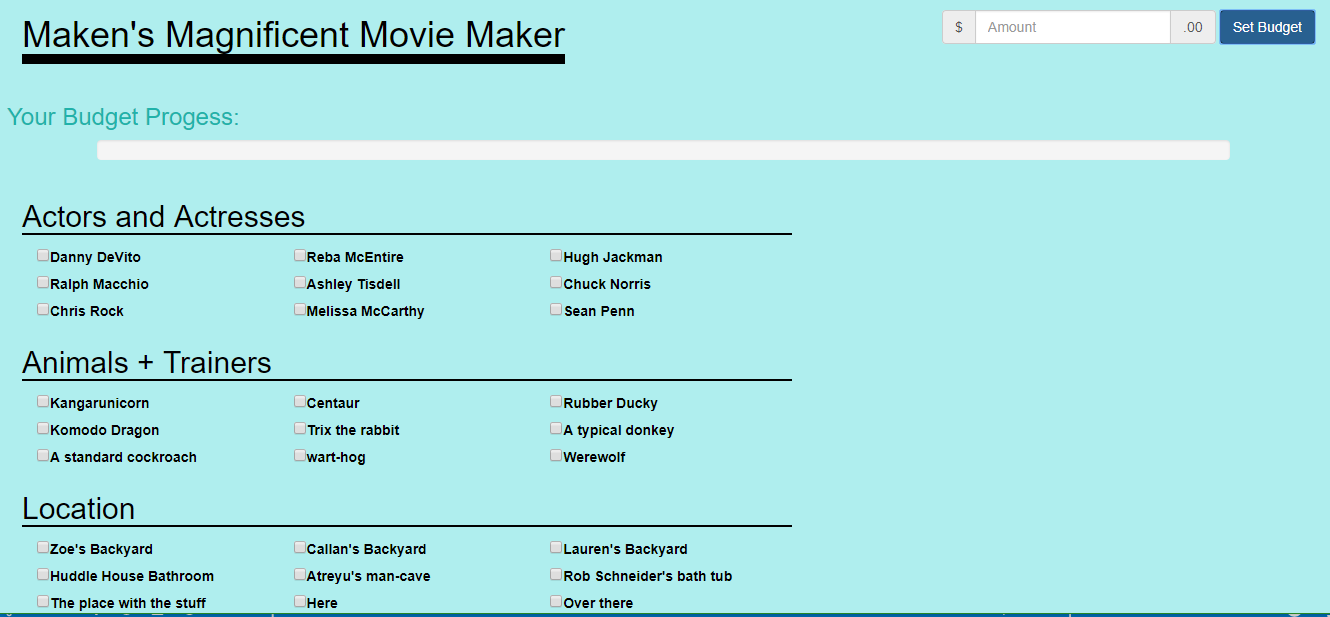 Maken's Magnificent Movie Maker
$ Amount .00 Set Budget
Your Budget Progess:
Actors and Actresses
Danny DeVito Reba McEntire Hugh Jackman
Ralph Macchio Ashley Tisdell Chuck Norris
Chris Rock Melissa McCarthy Sean Penn
Animals + Trainers
Kangarunicorn Centaur Rubber Ducky
Komodo Dragon Trix the rabbit A typical donkey
A standard cockroach wart-hog Werewolf
Location
Zoe's Backyard Callan's Backyard Lauren's Backyard
Huddle House Bathroom Atreyu's man-cave Rob Schneider's bath tub
The place with the stuff Here Over there